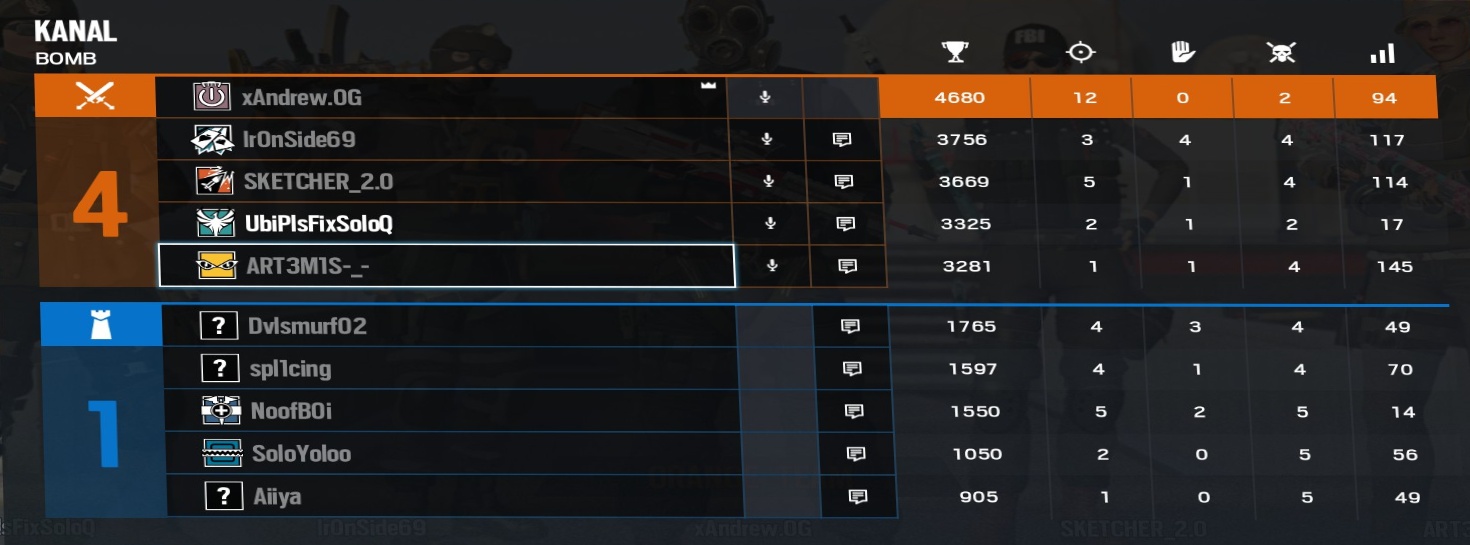 KANAL
BOMB
FBI
xAndrew.OG 4680 12 0 2 94
4
IrOnSide69 3756 3 4 4 117
SKETCHER_2.0 3669 5 1 4 114
UbiPlsFixSoloQ 3325 2 1 2 17
ART3M1S-_- 3281 1 1 4 145
1
? Dvlsmurf02 1765 4 3 4 49
? spl1cing 1597 4 1 4 70
NoofB0i 1550 5 2 5 14
SoloYoloo 1050 2 0 5 56
? Aiiya 905 1 0 5 49
sFixSoloQ IrOnSide69 xAndrew.OG SKETCHER_2.0 ART3